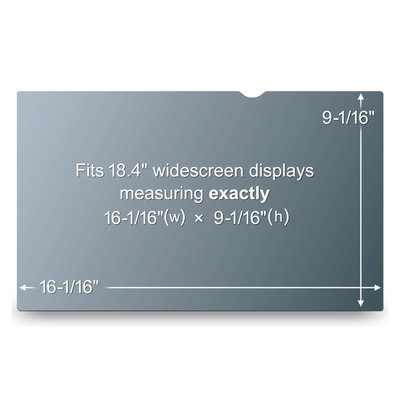 9-1/16"
Fits 18.4" widescreen displays
measuring exactly
16-1/16"(w) × 9-1/16"(h)
16-1/16"